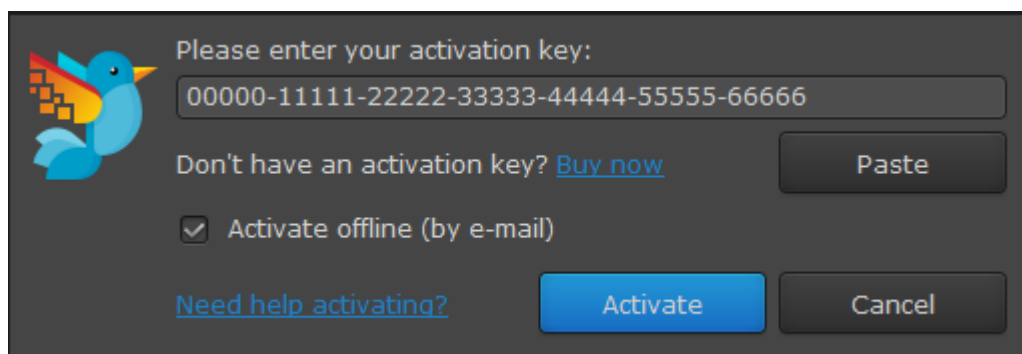 Please enter your activation key:
00000-11111-22222-33333-44444-55555-66666
Don't have an activation key? Buy now
Paste
Activate offline (by e-mail)
Need help activating?
Activate
Cancel